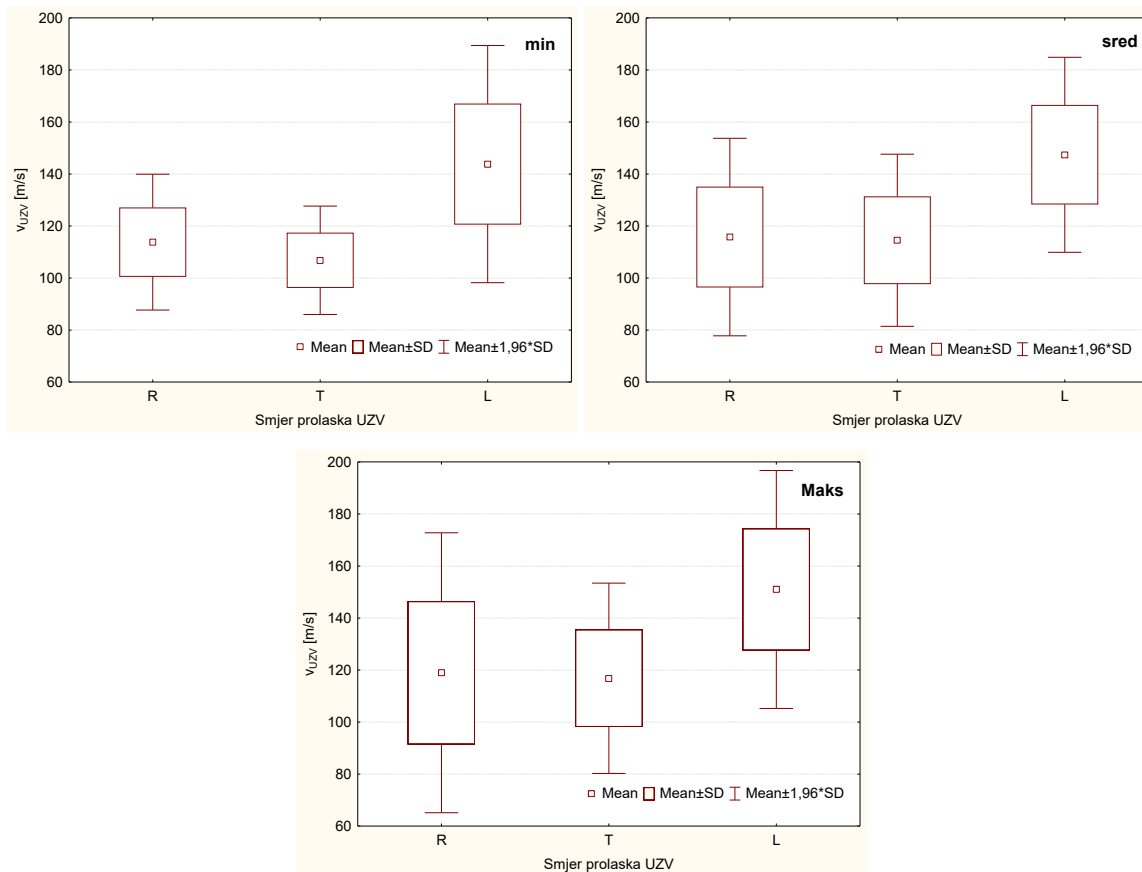 min
200
180
160
140
120
100
80
60
v_UZV [m/s]
Mean Mean±SD Mean±1,96*SD
R T L
Smjer prolaska UZV
sred
200
180
160
140
120
100
80
60
v_UZV [m/s]
Mean Mean±SD Mean±1,96*SD
R T L
Smjer prolaska UZV
Maks
200
180
160
140
120
100
80
60
v_UZV [m/s]
Mean Mean±SD Mean±1,96*SD
R T L
Smjer prolaska UZV